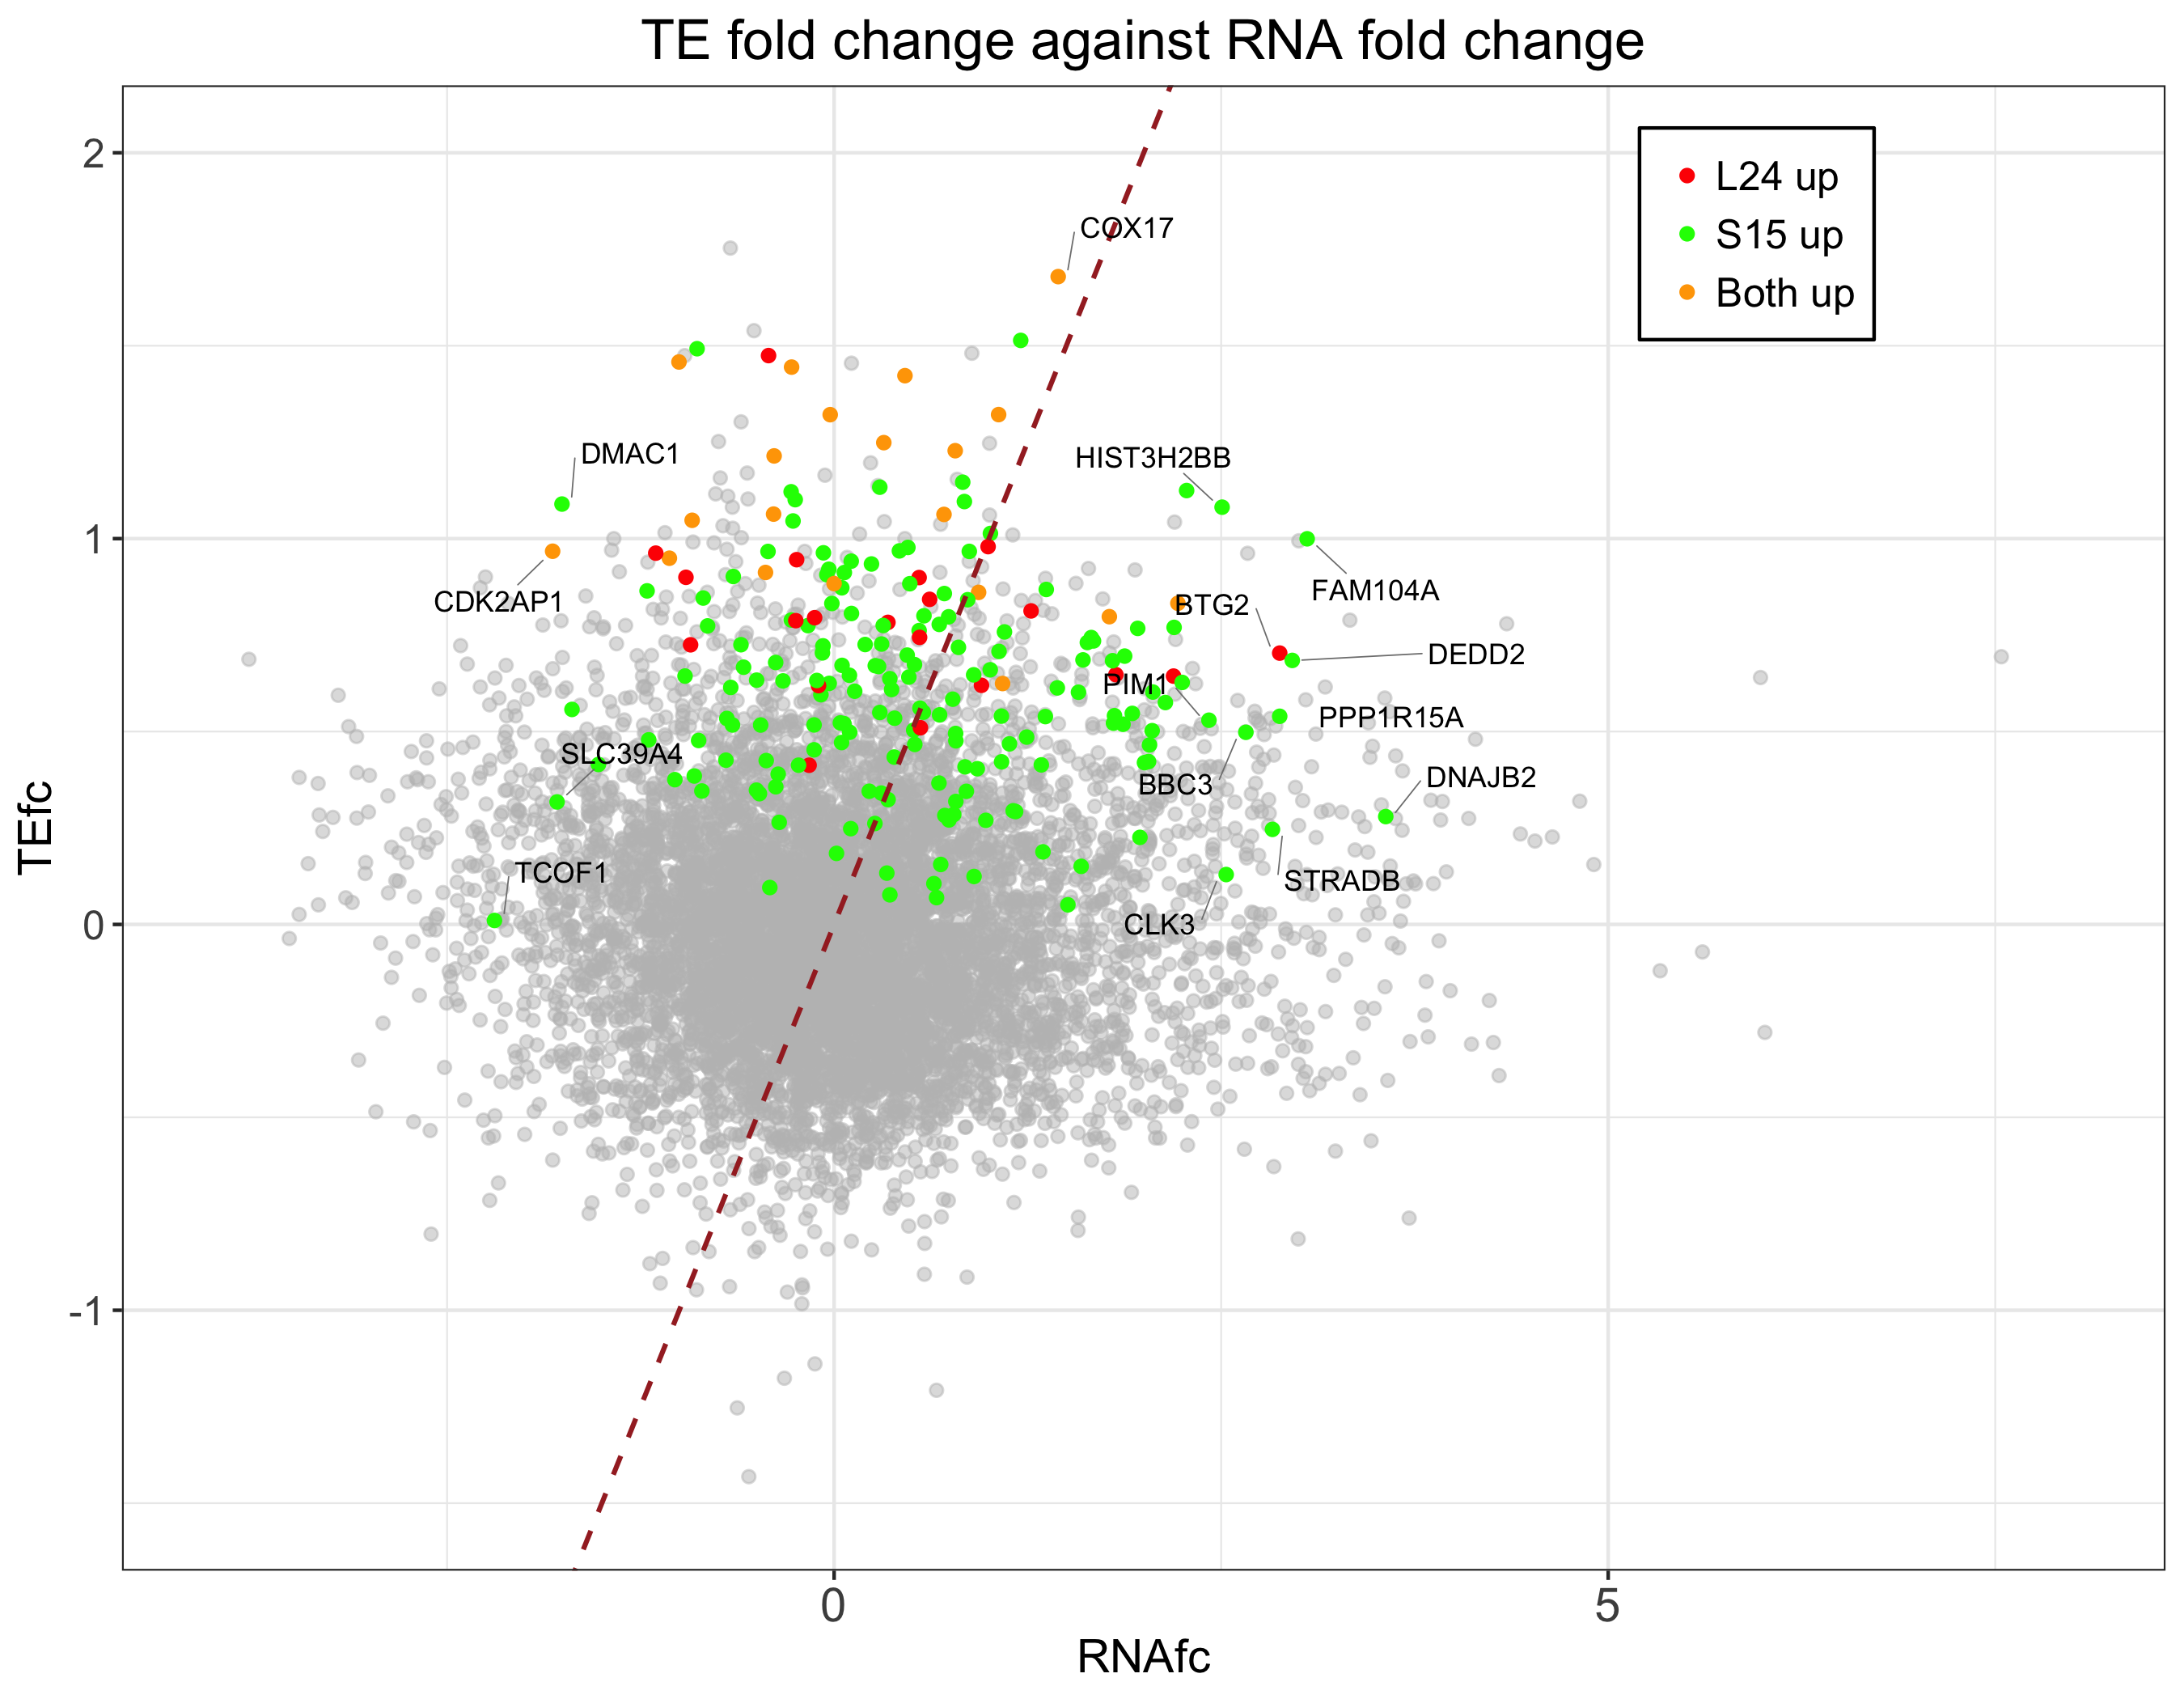 TE fold change against RNA fold change
2
COX17
L24 up
S15 up
Both up
DMAC1
HIST3H2BB
1
CDK2AP1
FAM104A
BTG2
DEDD2
PIM1
PPP1R15A
SLC39A4
BBC3
DNAJB2
TCOF1
STRADB
CLK3
0
-1
TEfc
0
5
RNAfc